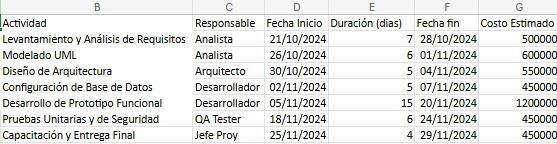 B C D E F G
Actividad Responsable Fecha Inicio Duración (dias) Fecha fin Costo Estimado
Levantamiento y Análisis de Requisitos Analista 21/10/2024 7 28/10/2024 500000
Modelado UML Analista 26/10/2024 6 01/11/2024 600000
Diseño de Arquitectura Arquitecto 30/10/2024 5 04/11/2024 550000
Configuración de Base de Datos Desarrollador 02/11/2024 5 07/11/2024 450000
Desarrollo de Prototipo Funcional Desarrollador 05/11/2024 15 20/11/2024 1200000
Pruebas Unitarias y de Seguridad QA Tester 18/11/2024 6 24/11/2024 450000
Capacitación y Entrega Final Jefe Proy 25/11/2024 4 29/11/2024 450000